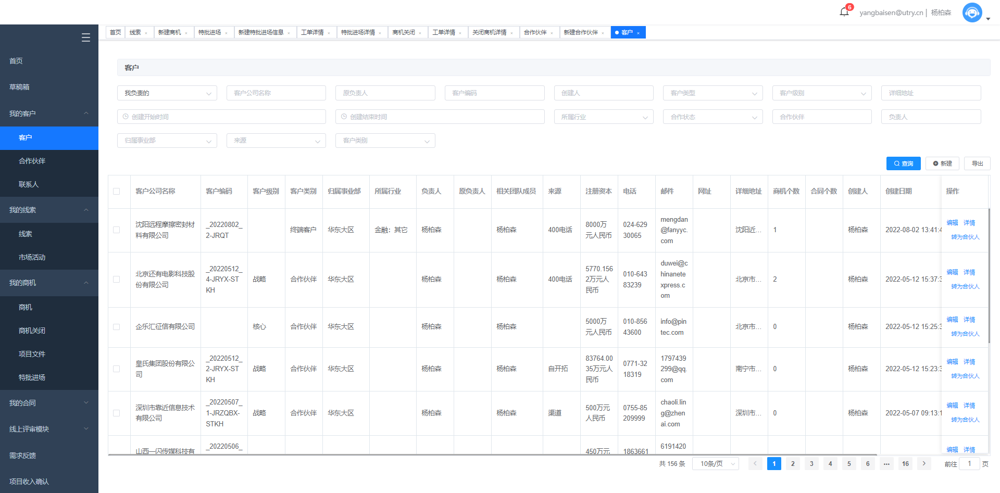 6 yangbaisen@utry.cn | 杨柏森
首页 线索 × 新建商机 × 特批进场 × 新建特批进场信息 × 工单详情 × 特批进场详情 × 商机关闭 × 工单详情 × 关闭商机详情 × 合作伙伴 × 新建合作伙伴 × 客户 ×
首页
草稿箱
我的客户
客户
合作伙伴
联系人
我的线索
线索
市场活动
我的商机
商机
商机关闭
项目文件
特批进场
我的合同
线上评审模块
需求反馈
项目收入确认
客户
我负责的 客户公司名称 原负责人 客户编码 创建人 客户类型 客户级别 详细地址
创建开始时间 创建结束时间 所属行业 合作状态 合作伙伴 负责人
归属事业部 来源 客户类别
查询 新建 导出
客户公司名称 客户编码 客户级别 客户类别 归属事业部 所属行业 负责人 原负责人 相关团队成员 来源 注册资本 电话 邮件 网址 详细地址 商机个数 合同个数 创建人 创建日期 操作
沈阳远程摩擦密封材料有限公司 _20220802_2-JRQT 终端客户 华东大区 金融：其它 杨柏森 杨柏森 400电话 8000万元人民币 024-62930065 mengdan@fanyyc.com 沈阳近... 1 杨柏森 2022-08-02 13:41:4 编辑 详情 转为合伙人
北京还有电影科技股份有限公司 _20220512_4-JRYX-STKH 战略 合作伙伴 华东大区 杨柏森 杨柏森 400电话 5770.1562万元人民币 010-64383239 duwei@chinanetexpress.com 北京市... 2 杨柏森 2022-05-12 15:37:3 编辑 详情 转为合伙人
企乐汇征信有限公司 核心 合作伙伴 华东大区 杨柏森 杨柏森 5000万元人民币 010-85643600 info@pintec.com 北京市... 0 杨柏森 2022-05-12 15:25:3 编辑 详情 转为合伙人
皇氏集团股份有限公司 _20220512_2-JRYX-STKH 战略 合作伙伴 华东大区 杨柏森 杨柏森 自开拓 83764.0035万元人民币 0771-3218319 1797439299@qq.com 南宁市... 0 杨柏森 2022-05-12 15:23:3 编辑 详情 转为合伙人
深圳市靠近信息技术有限公司 _20220507_1-JRZQBX-STKH 战略 合作伙伴 华东大区 杨柏森 杨柏森 渠道 500万元人民币 0755-85209999 chaoli.ling@zhenai.com 深圳市... 0 杨柏森 2022-05-07 09:13:1 编辑 详情 转为合伙人
山西一闪传媒科技有 _20220506_ 450万元 1863661 6191420 编辑 详情
共 156 条 10条/页 1 2 3 4 5 6 ••• 16 前往 1 页